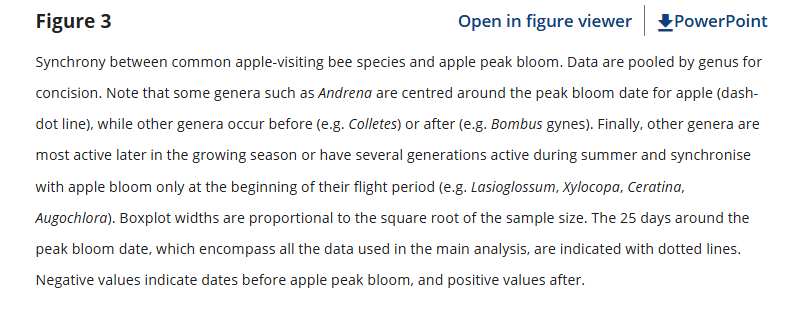 Figure 3
Open in figure viewer
PowerPoint
Synchrony between common apple-visiting bee species and apple peak bloom. Data are pooled by genus for
concision. Note that some genera such as Andrena are centred around the peak bloom date for apple (dash-
dot line), while other genera occur before (e.g. Colletes) or after (e.g. Bombus gynes). Finally, other genera are
most active later in the growing season or have several generations active during summer and synchronise
with apple bloom only at the beginning of their flight period (e.g. Lasioglossum, Xylocopa, Ceratina,
Augochlora). Boxplot widths are proportional to the square root of the sample size. The 25 days around the
peak bloom date, which encompass all the data used in the main analysis, are indicated with dotted lines.
Negative values indicate dates before apple peak bloom, and positive values after.